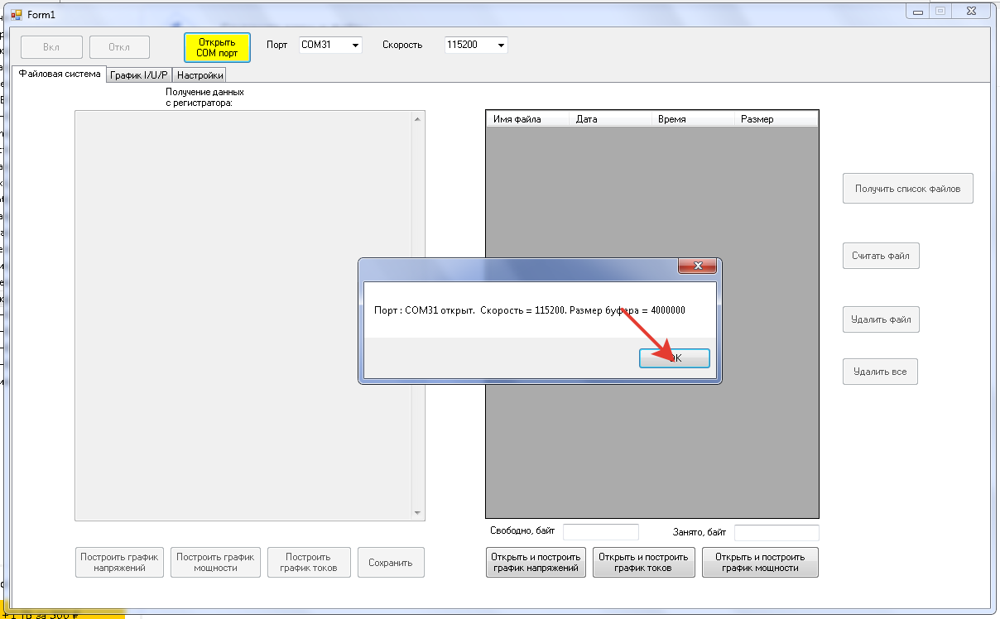 Form1
Вкл
Откл
Открыть
COM порт
Порт
COM31
Скорость
115200
Файловая система
График I/U/P
Настройки
Получение данных
с регистратора:
Имя файла
Дата
Время
Размер
Получить список файлов
Считать файл
Удалить файл
Удалить все
Порт : COM31 открыт.  Скорость = 115200. Размер буфера = 4000000
OK
Свободно, байт
Занято, байт
Построить график
напряжений
Построить график
мощности
Построить
график токов
Сохранить
Открыть и построить
график напряжений
Открыть и построить
график токов
Открыть и построить
график мощности
+1 ТБ за 300 ₽